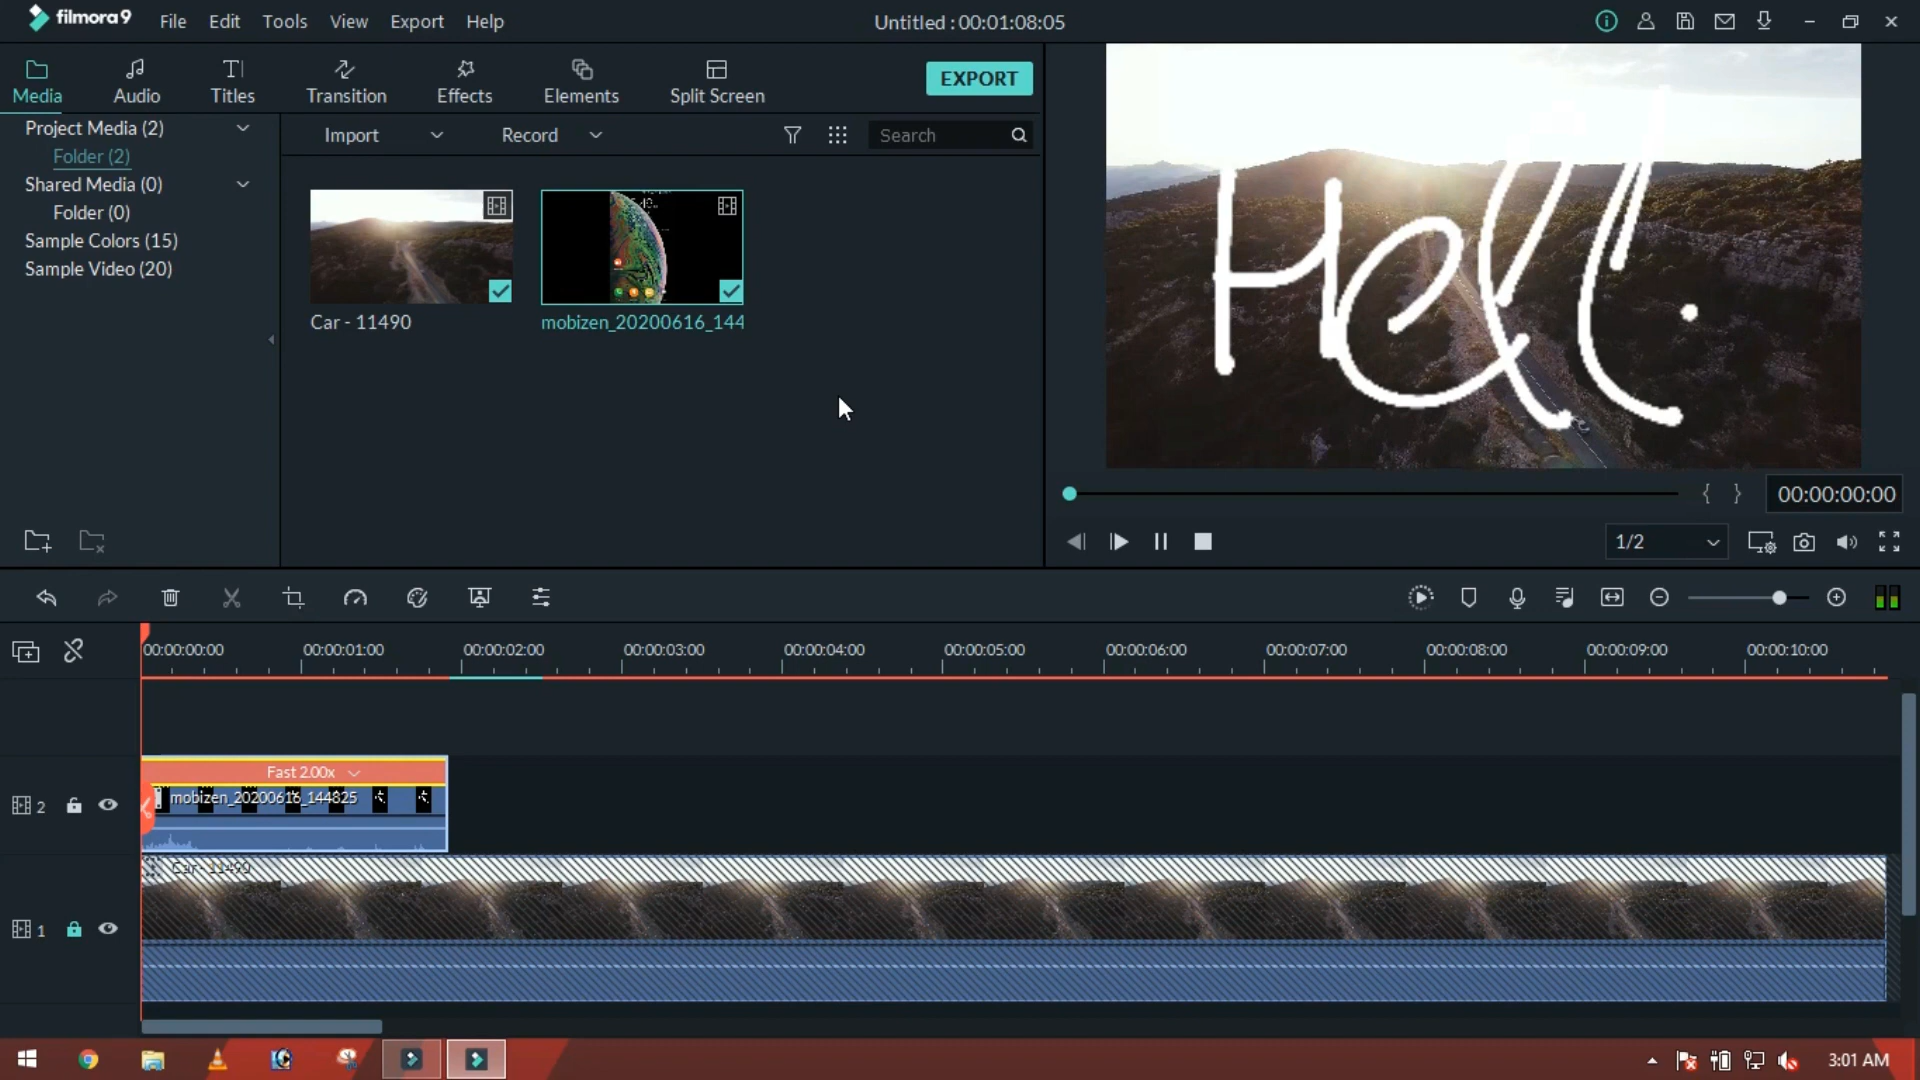 filmora9 File Edit Tools View Export Help Untitled : 00:01:08:05
Media Audio Titles Transition Effects Elements Split Screen EXPORT
Project Media (2)
Folder (2)
Shared Media (0)
Folder (0)
Sample Colors (15)
Sample Video (20)
Import Record Search
Car - 11490 mobizen_20200616_144
Hell.
00:00:00:00
1/2
00:00:00:00 00:00:01:00 00:00:02:00 00:00:03:00 00:00:04:00 00:00:05:00 00:00:06:00 00:00:07:00 00:00:08:00 00:00:09:00 00:00:10:00
Fast 2.00x
mobizen_20200616_144825
2
Car - 11490
1
3:01 AM